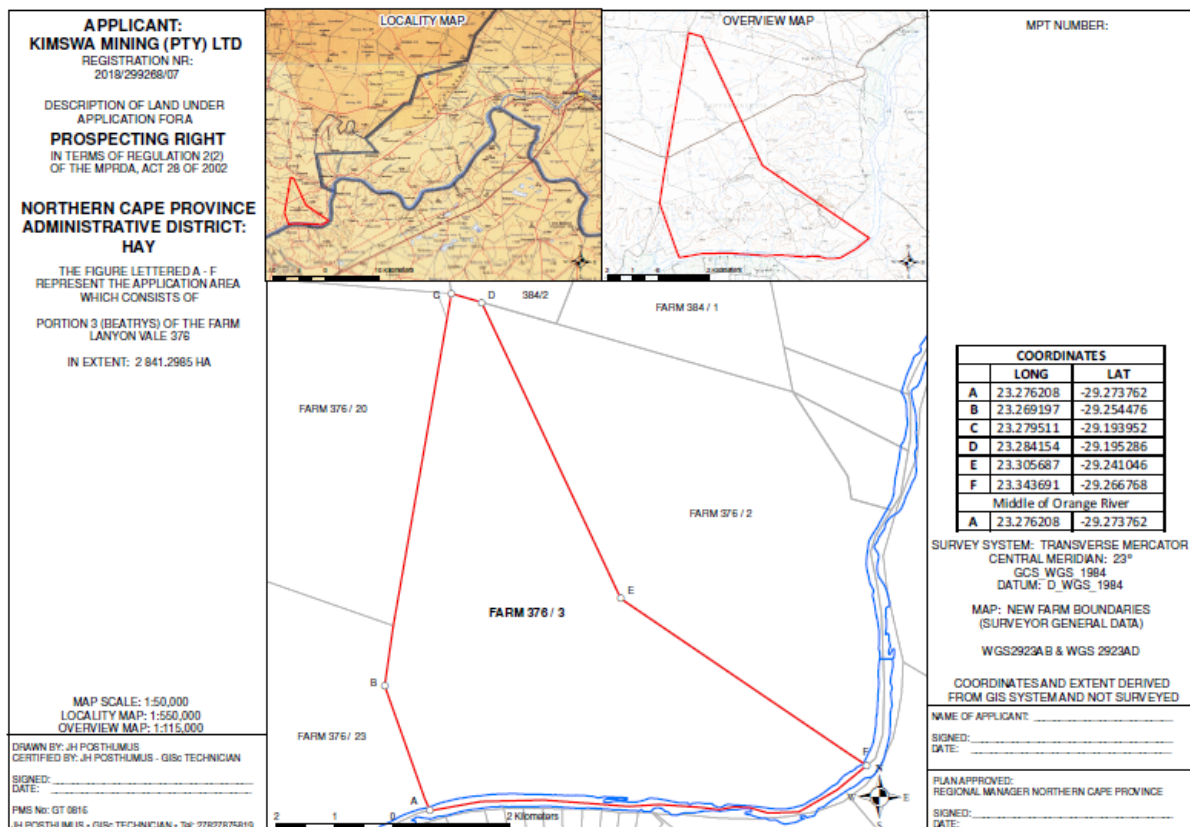 APPLICANT:
KIMSWA MINING (PTY) LTD
REGISTRATION NR:
2018/299268/07
DESCRIPTION OF LAND UNDER
APPLICATION FOR A
PROSPECTING RIGHT
IN TERMS OF REGULATION 2(2)
OF THE MPRDA, ACT 28 OF 2002
NORTHERN CAPE PROVINCE
ADMINISTRATIVE DISTRICT:
HAY
THE FIGURE LETTERED A - F
REPRESENT THE APPLICATION AREA
WHICH CONSISTS OF
PORTION 3 (BEATRYS) OF THE FARM
LANYON VALE 376
IN EXTENT: 2 841.2985 HA
MAP SCALE: 1:50,000
LOCALITY MAP: 1:550,000
OVERVIEW MAP: 1:115,000
DRAWN BY: JH POSTHUMUS
CERTIFIED BY: JH POSTHUMUS - GISc TECHNICIAN
SIGNED:
DATE:
PMS No: GT 0816
JH POSTHUMUS • GISc TECHNICIAN • Tel: 27827875819
LOCALITY MAP
10 Kilometers
OVERVIEW MAP
2 Kilometers
C
D
384/2
FARM 384 / 1
FARM 376 / 20
FARM 376 / 2
E
FARM 376 / 3
B
FARM 376 / 23
F
A
N
W E
S
2 1 0 2 Kilometers
MPT NUMBER:
COORDINATES
LONG LAT
A 23.276208 -29.273762
B 23.269197 -29.254476
C 23.279511 -29.193952
D 23.284154 -29.195286
E 23.305687 -29.241046
F 23.343691 -29.266768
Middle of Orange River
A 23.276208 -29.273762
SURVEY SYSTEM: TRANSVERSE MERCATOR
CENTRAL MERIDIAN: 23°
GCS_WGS_1984
DATUM: D_WGS_1984
MAP: NEW FARM BOUNDARIES
(SURVEYOR GENERAL DATA)
WGS2923AB & WGS 2923AD
COORDINATES AND EXTENT DERIVED
FROM GIS SYSTEM AND NOT SURVEYED
NAME OF APPLICANT:
SIGNED:
DATE:
PLAN APPROVED:
REGIONAL MANAGER NORTHERN CAPE PROVINCE
SIGNED:
DATE: